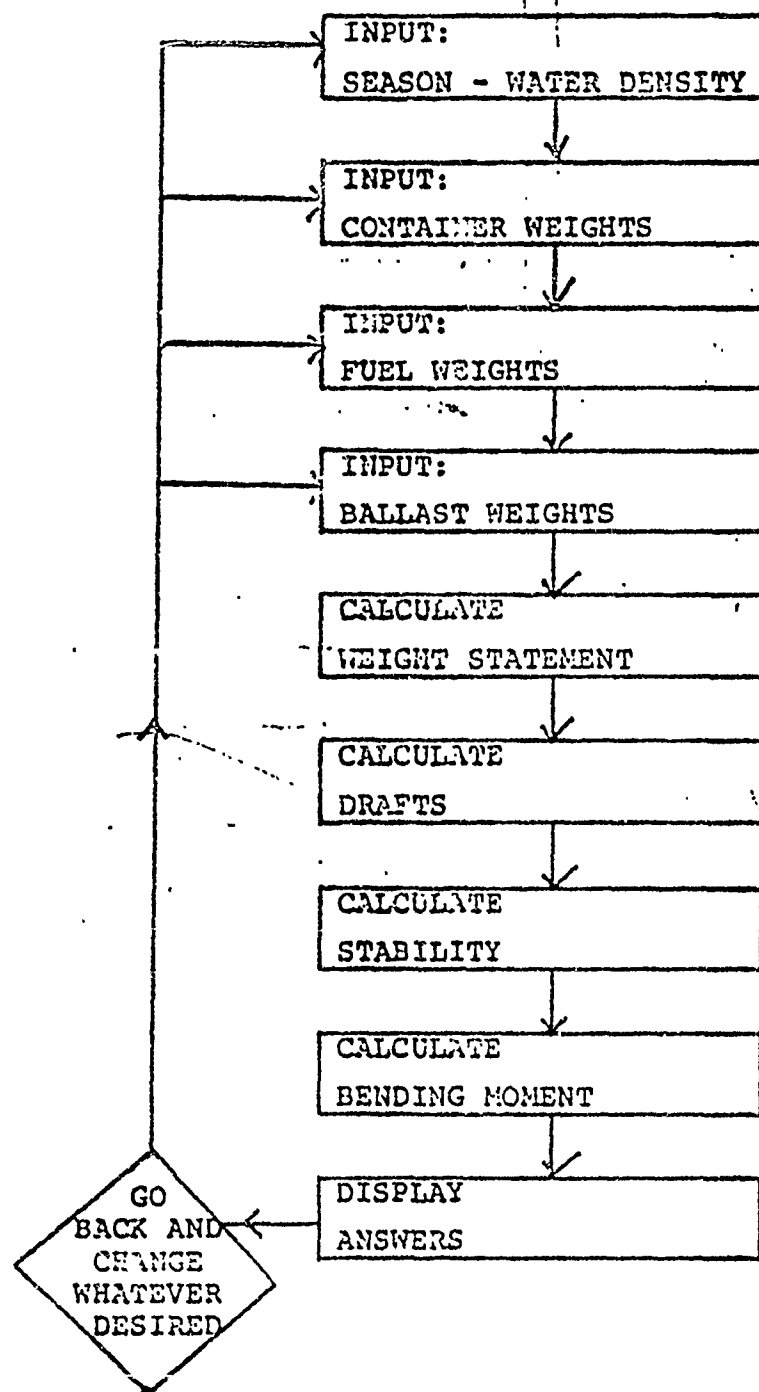 INPUT:
SEASON - WATER DENSITY
INPUT:
CONTAINER WEIGHTS
INPUT:
FUEL WEIGHTS
INPUT:
BALLAST WEIGHTS
CALCULATE
WEIGHT STATEMENT
CALCULATE
DRAFTS
CALCULATE
STABILITY
CALCULATE
BENDING MOMENT
DISPLAY
ANSWERS
GO
BACK AND
CHANGE
WHATEVER
DESIRED